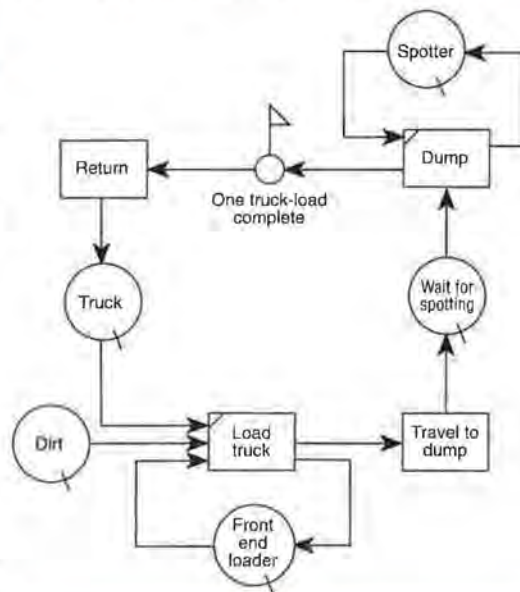 Spotter
Dump
Return
One truck-load
complete
Truck
Wait for
spotting
Dirt
Load
truck
Travel to
dump
Front
end
loader